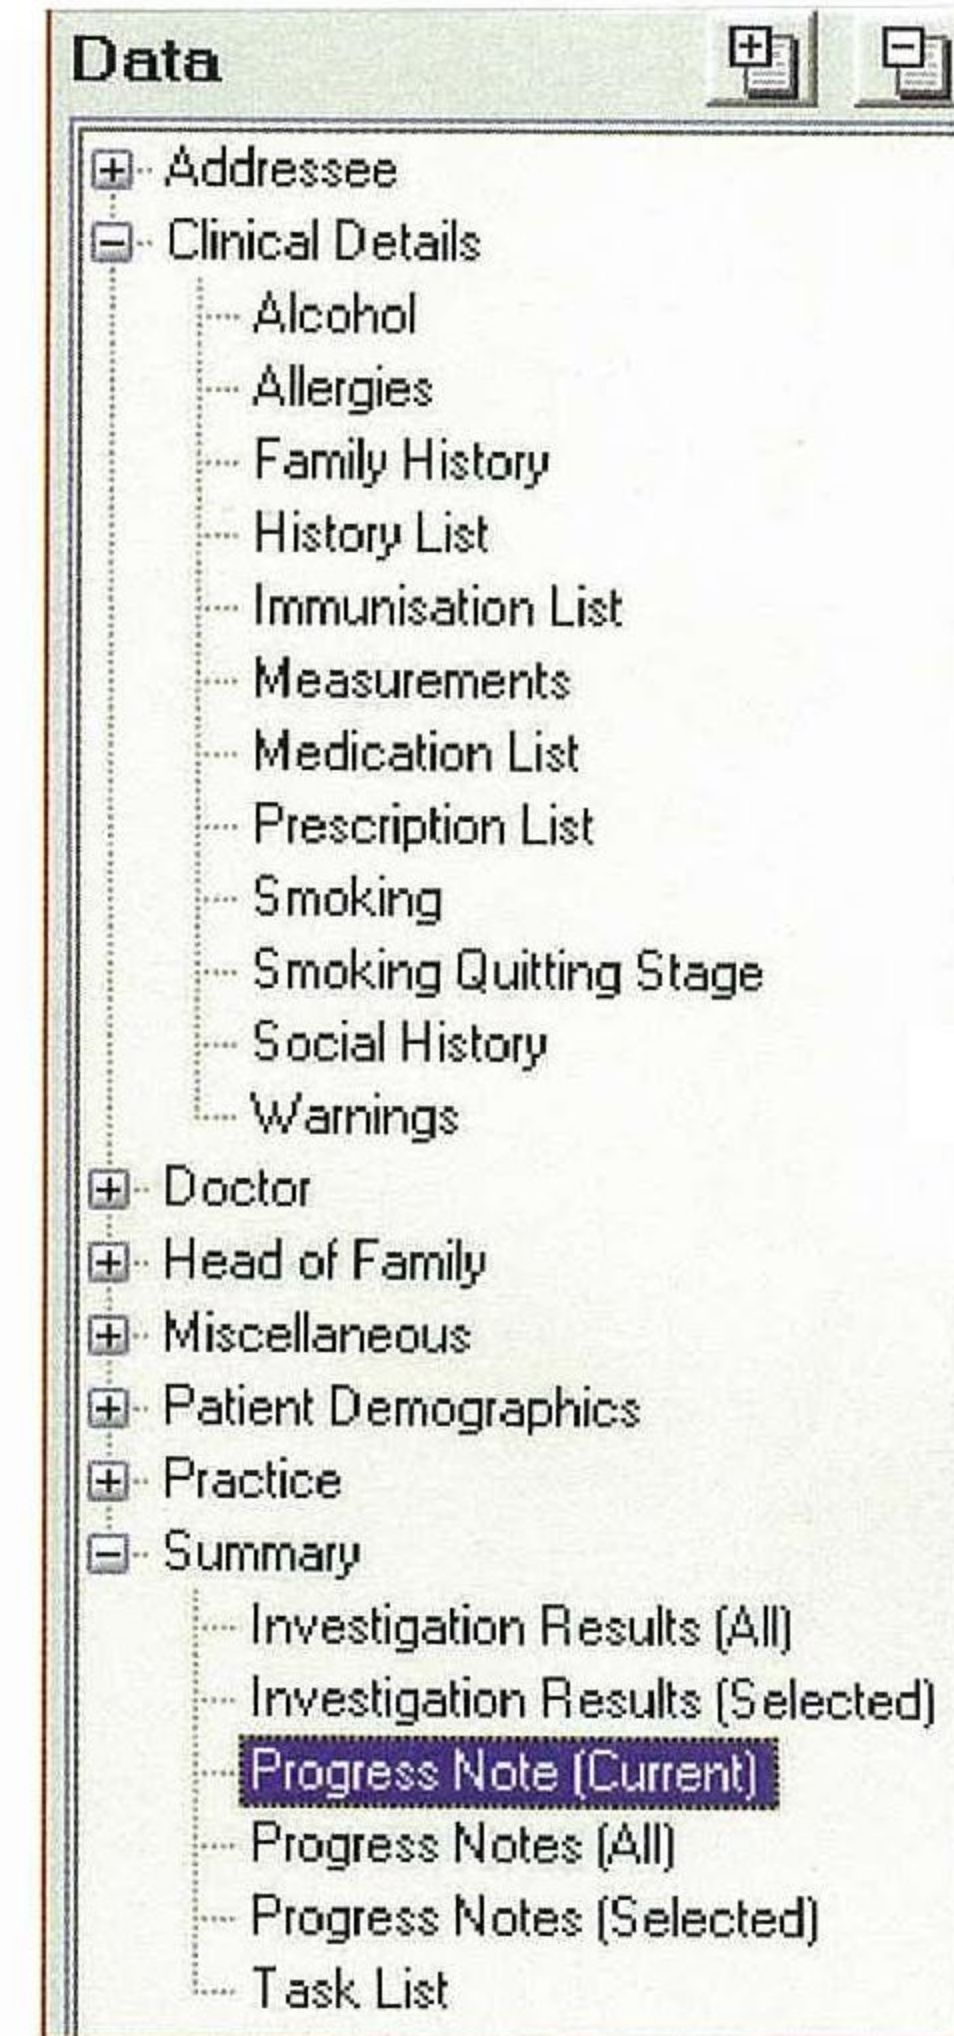 Data
Addressee
Clinical Details
Alcohol
Allergies
Family History
History List
Immunisation List
Measurements
Medication List
Prescription List
Smoking
Smoking Quitting Stage
Social History
Warnings
Doctor
Head of Family
Miscellaneous
Patient Demographics
Practice
Summary
Investigation Results (All)
Investigation Results (Selected)
Progress Note (Current)
Progress Notes (All)
Progress Notes (Selected)
Task List